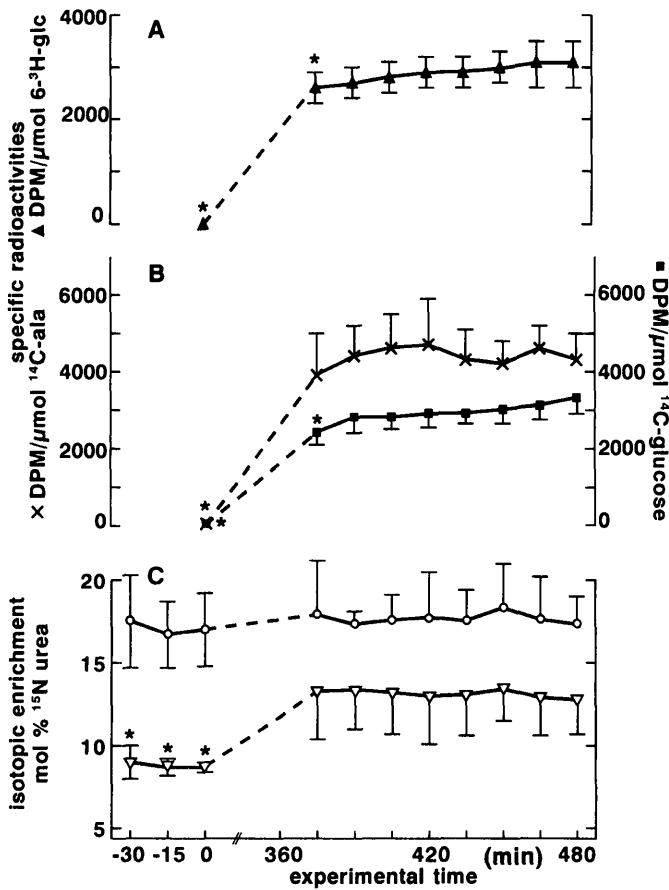 specific radioactivities
▲ DPM/µmol 6-³H-glc
× DPM/µmol ¹⁴C-ala
A
4000
2000
0
*
*
B
6000
4000
2000
0
*
*
*
6000
4000
2000
0
■ DPM/µmol ¹⁴C-glucose
isotopic enrichment
mol % ¹⁵N urea
C
20
15
10
5
* * *
-30 -15 0 360 420 (min) 480
experimental time